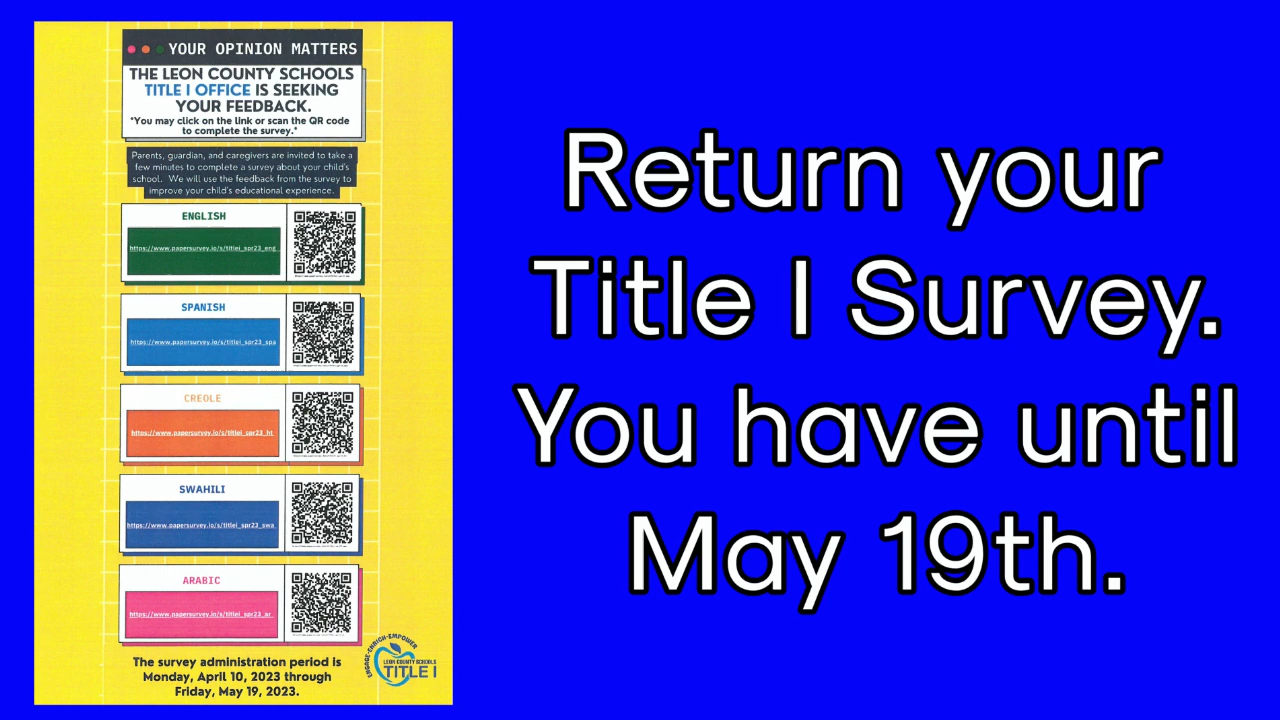 YOUR OPINION MATTERS
THE LEON COUNTY SCHOOLS
TITLE I OFFICE IS SEEKING
YOUR FEEDBACK.
*You may click on the link or scan the QR code
to complete the survey.*
Parents, guardian, and caregivers are invited to take a
few minutes to complete a survey about your child's
school. We will use the feedback from the survey to
improve your child's educational experience.
ENGLISH
https://www.papersurvey.io/s/titlei_spr23_eng
SPANISH
https://www.papersurvey.io/s/titlei_spr23_spa
CREOLE
https://www.papersurvey.io/s/titlei_spr23_ht
SWAHILI
https://www.papersurvey.io/s/titlei_spr23_swa
ARABIC
https://www.papersurvey.io/s/titlei_spr23_ar
The survey administration period is
Monday, April 10, 2023 through
Friday, May 19, 2023.
ENGAGE-ENRICH-EMPOWER
LEON COUNTY SCHOOLS
TITLE I
Return your
Title I Survey.
You have until
May 19th.